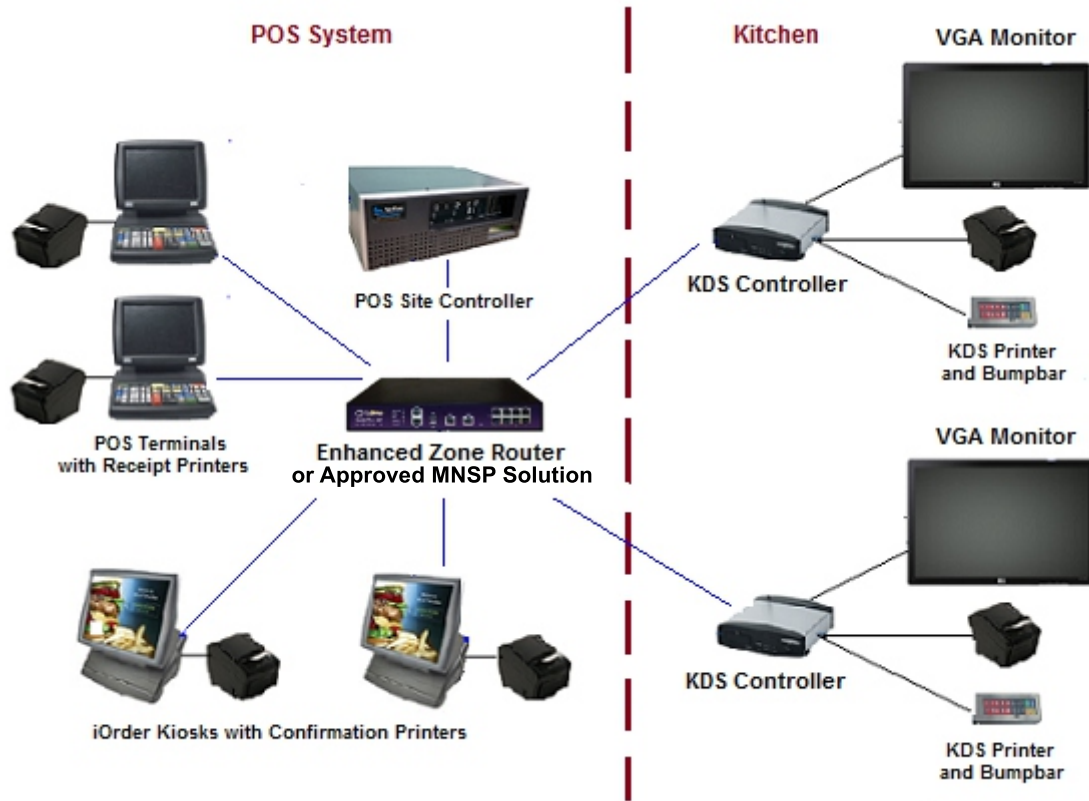 POS System
Kitchen
VGA Monitor
POS Site Controller
KDS Controller
KDS Printer
and Bumpbar
POS Terminals
with Receipt Printers
Enhanced Zone Router
or Approved MNSP Solution
VGA Monitor
KDS Controller
iOrder Kiosks with Confirmation Printers
KDS Printer
and Bumpbar